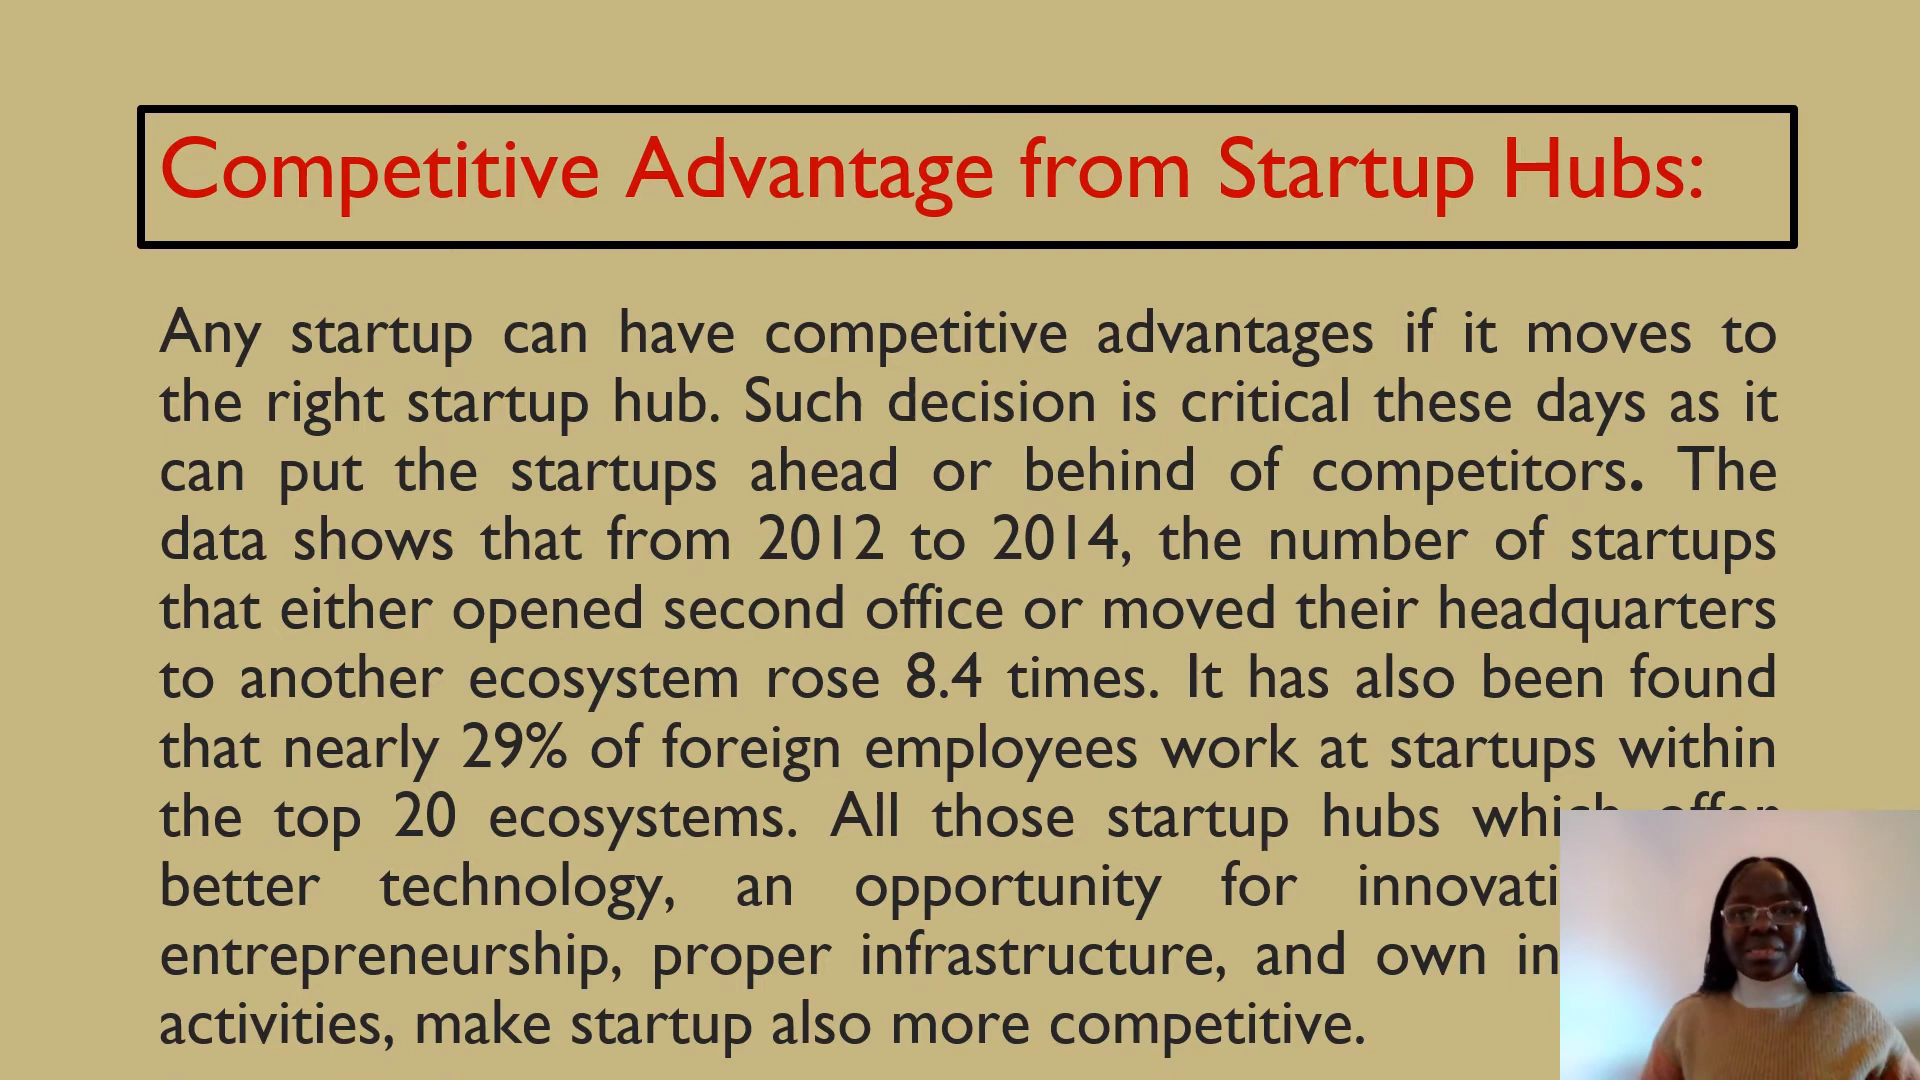 Competitive Advantage from Startup Hubs:
Any startup can have competitive advantages if it moves to
the right startup hub. Such decision is critical these days as it
can put the startups ahead or behind of competitors. The
data shows that from 2012 to 2014, the number of startups
that either opened second office or moved their headquarters
to another ecosystem rose 8.4 times. It has also been found
that nearly 29% of foreign employees work at startups within
the top 20 ecosystems. All those startup hubs which offer
better technology, an opportunity for
entrepreneurship, proper infrastructure, and own
activities, make startup also more competitive.